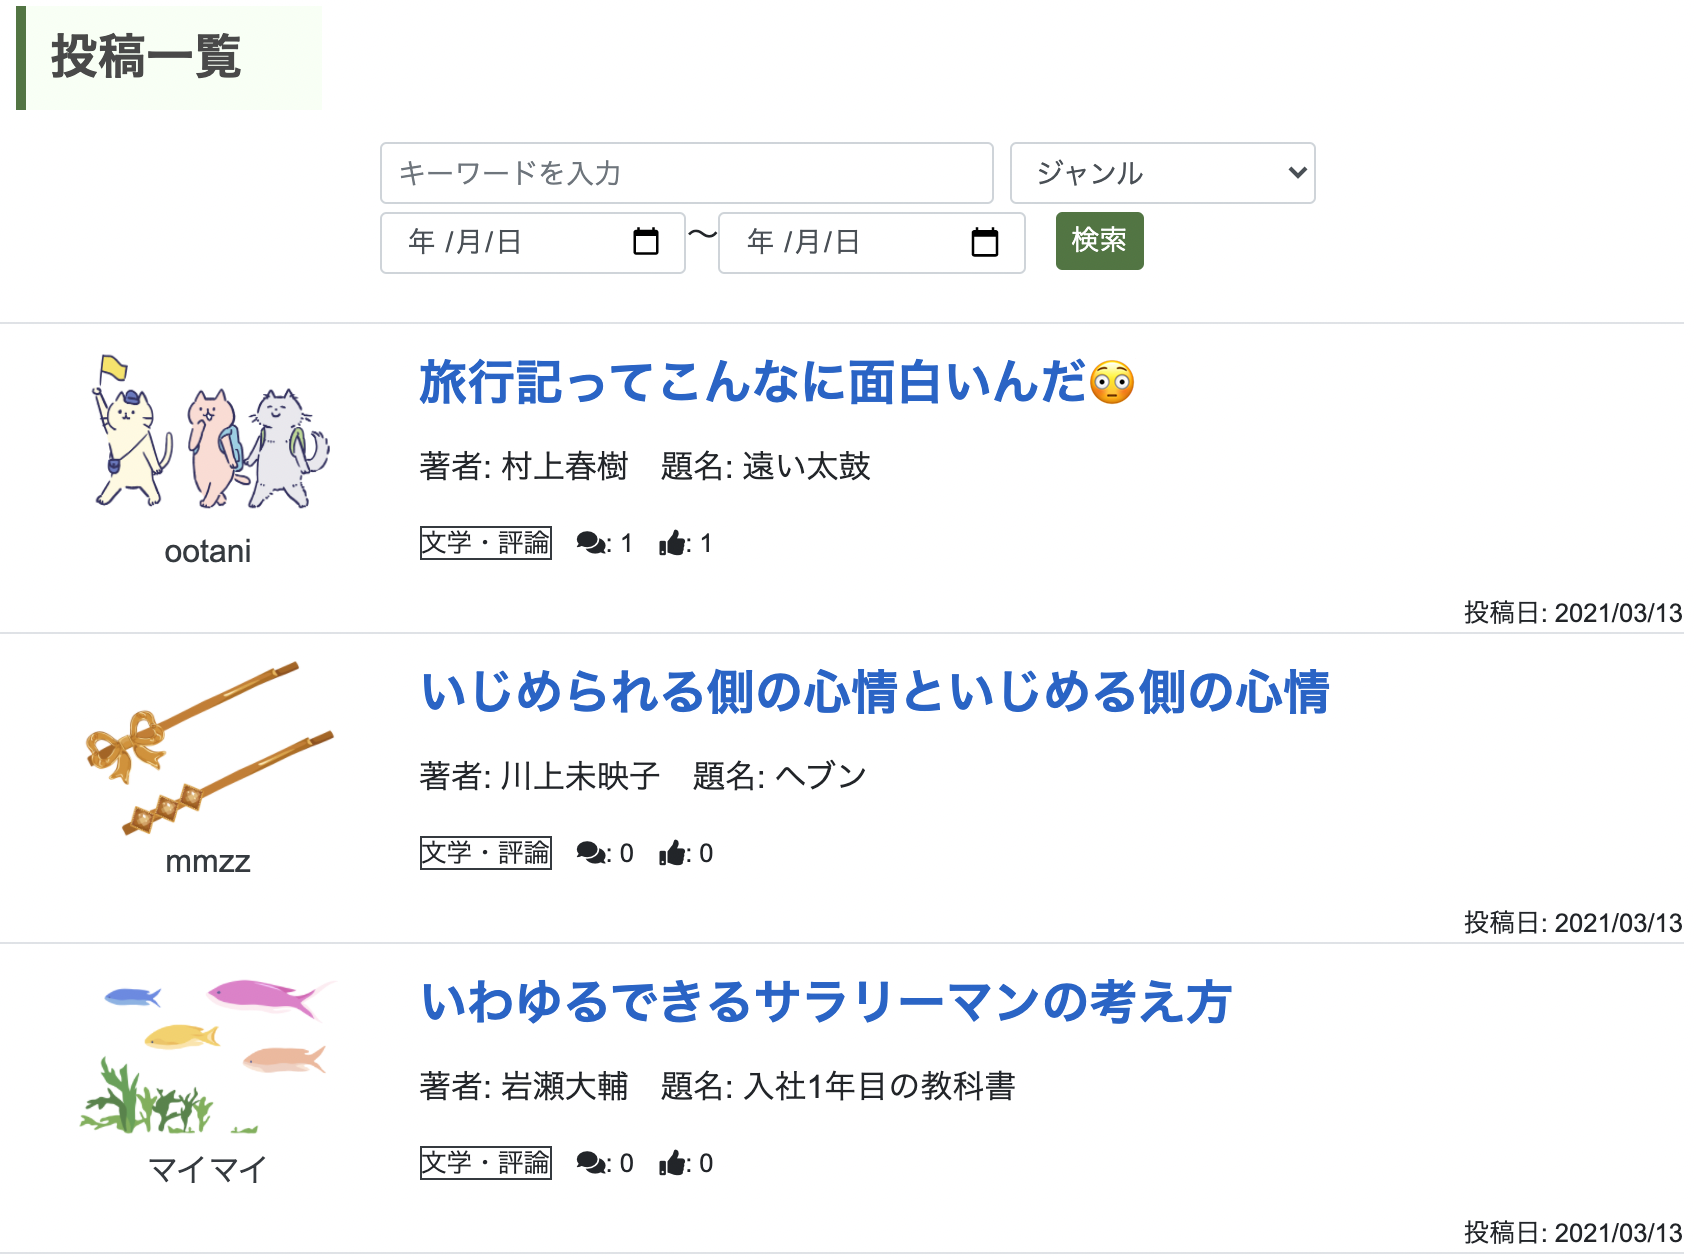 投稿一覧
キーワードを入力 ジャンル
年 /月/日 〜 年 /月/日 検索
旅行記ってこんなに面白いんだ😳
著者: 村上春樹　題名: 遠い太鼓
文学・評論 : 1 : 1
ootani
投稿日: 2021/03/13
いじめられる側の心情といじめる側の心情
著者: 川上未映子　題名: ヘブン
文学・評論 : 0 : 0
mmzz
投稿日: 2021/03/13
いわゆるできるサラリーマンの考え方
著者: 岩瀬大輔　題名: 入社1年目の教科書
文学・評論 : 0 : 0
マイマイ
投稿日: 2021/03/13